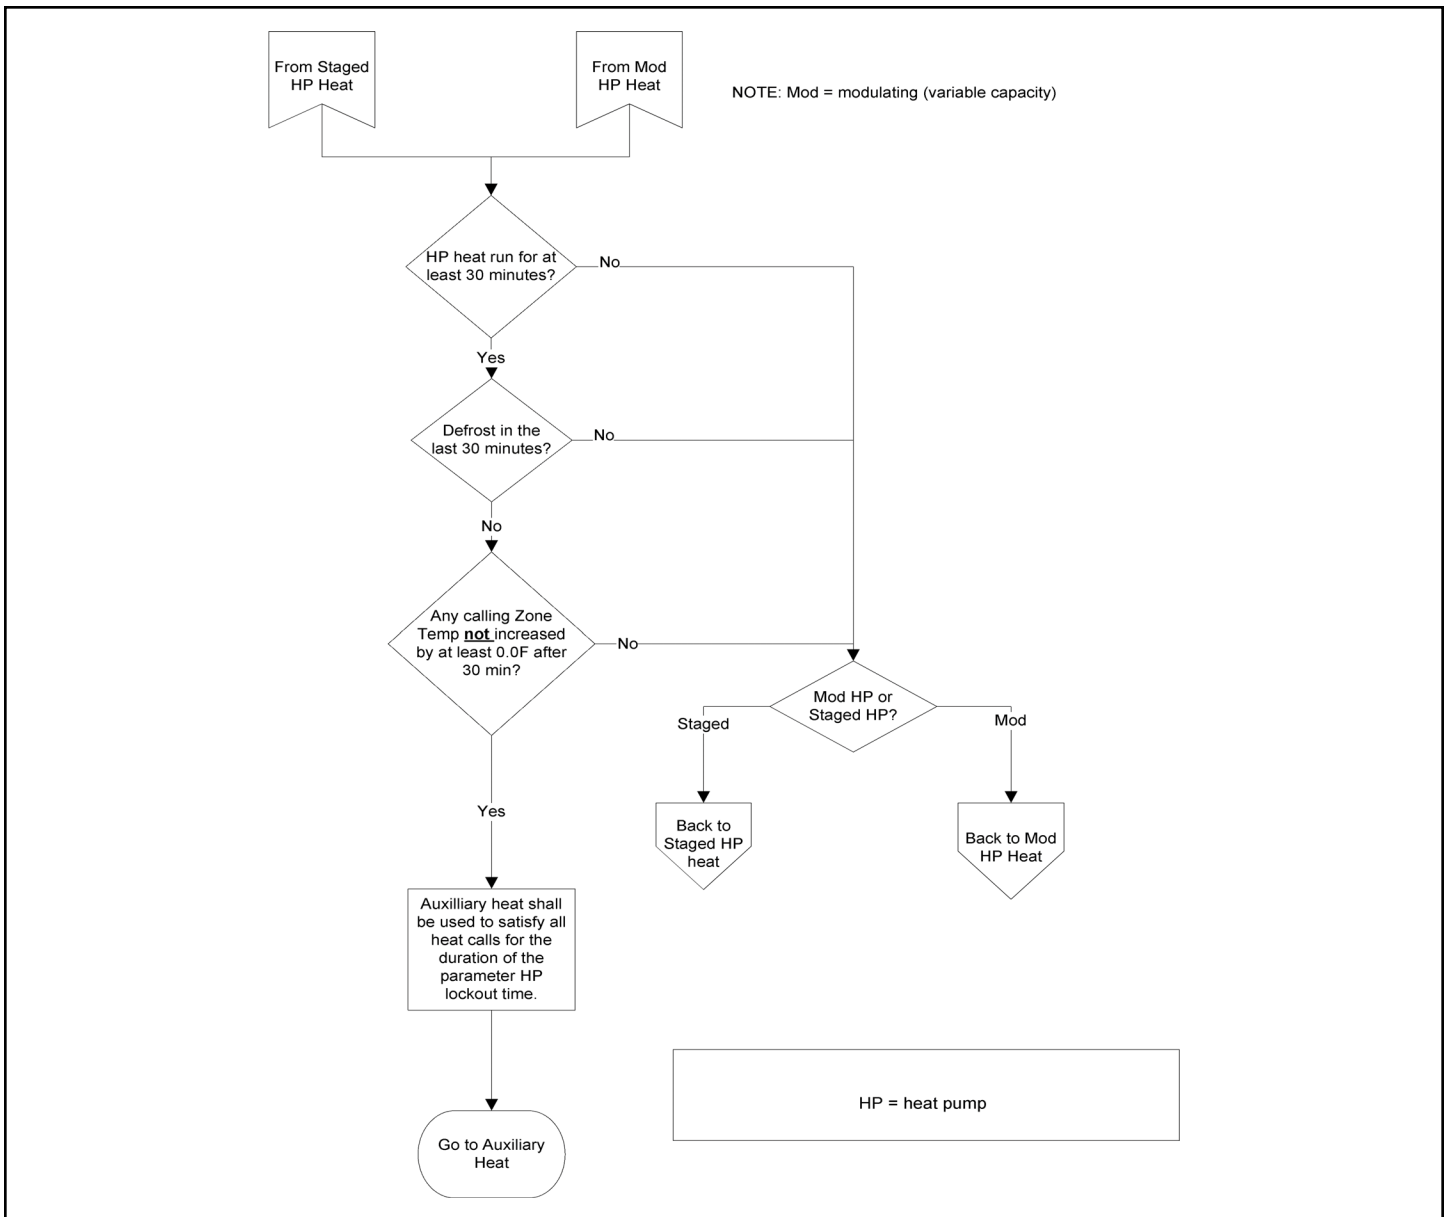 From Staged
HP Heat
From Mod
HP Heat
NOTE: Mod = modulating (variable capacity)
HP heat run for at
least 30 minutes?
No
Yes
Defrost in the
last 30 minutes?
No
No
Any calling Zone
Temp not increased
by at least 0.0F after
30 min?
No
Mod HP or
Staged HP?
Staged
Mod
Yes
Back to
Staged HP
heat
Back to Mod
HP Heat
Auxilliary heat shall
be used to satisfy all
heat calls for the
duration of the
parameter HP
lockout time.
HP = heat pump
Go to Auxiliary
Heat